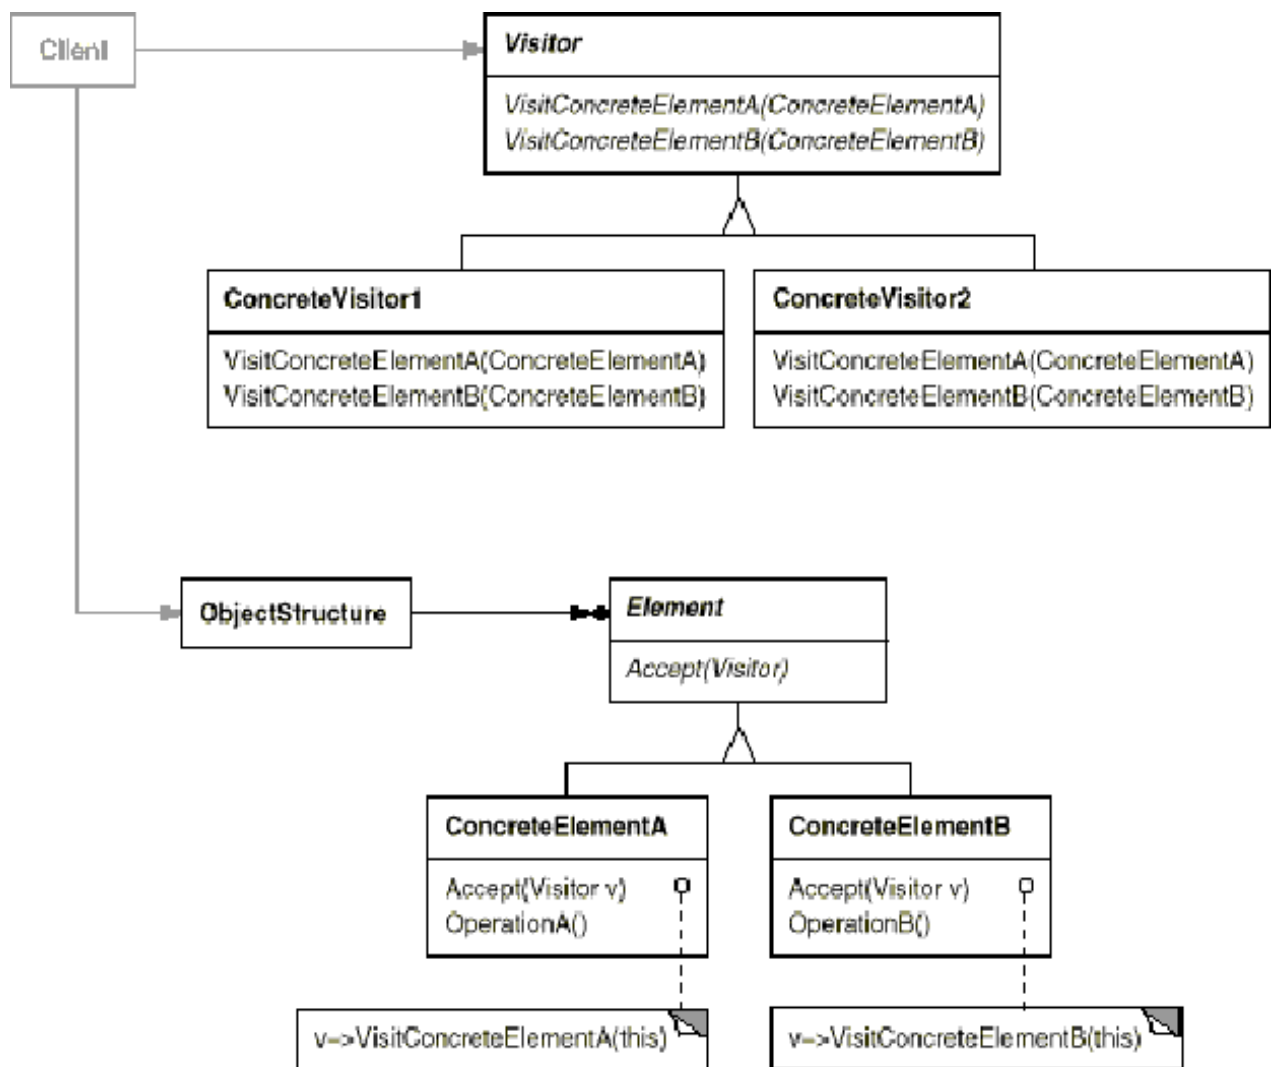 Client
Visitor
VisitConcreteElementA(ConcreteElementA)
VisitConcreteElementB(ConcreteElementB)
ConcreteVisitor1
VisitConcreteElementA(ConcreteElementA)
VisitConcreteElementB(ConcreteElementB)
ConcreteVisitor2
VisitConcreteElementA(ConcreteElementA)
VisitConcreteElementB(ConcreteElementB)
ObjectStructure
Element
Accept(Visitor)
ConcreteElementA
Accept(Visitor v)
OperationA()
ConcreteElementB
Accept(Visitor v)
OperationB()
v->VisitConcreteElementA(this)
v->VisitConcreteElementB(this)